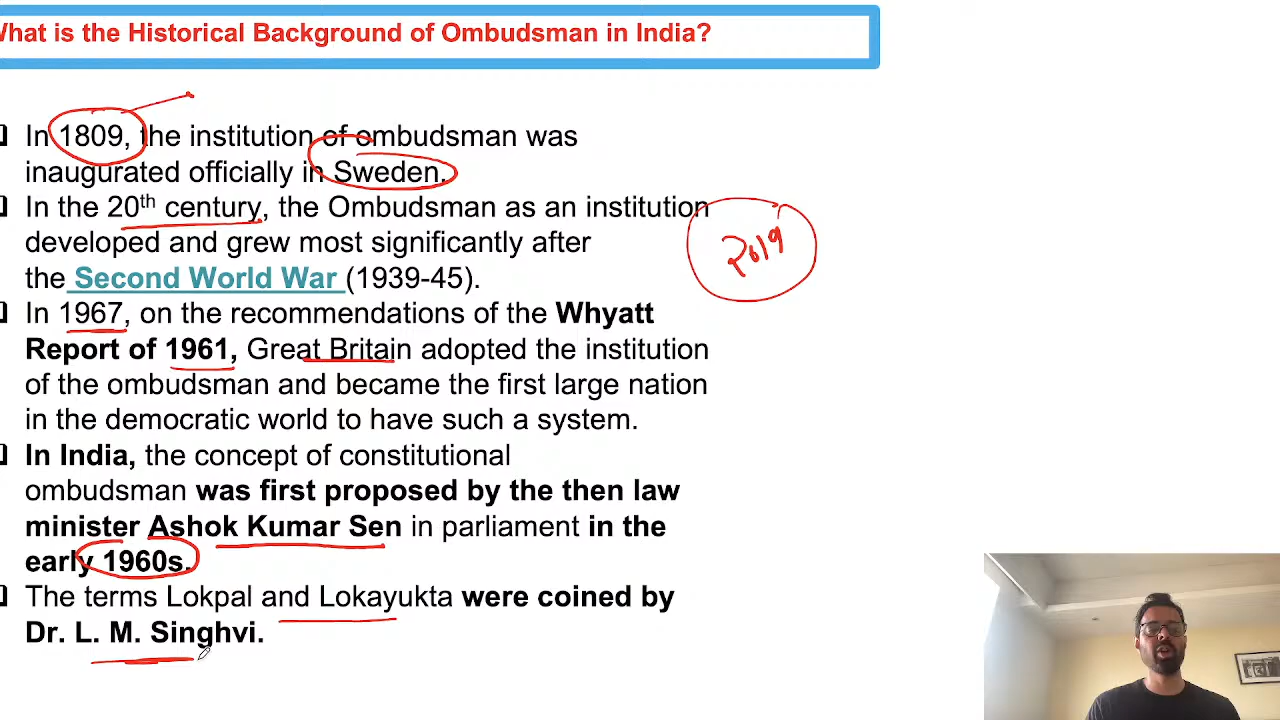 What is the Historical Background of Ombudsman in India?
In 1809, the institution of ombudsman was
inaugurated officially in Sweden.
In the 20th century, the Ombudsman as an institution
developed and grew most significantly after
the Second World War (1939-45).
2019
In 1967, on the recommendations of the Whyatt
Report of 1961, Great Britain adopted the institution
of the ombudsman and became the first large nation
in the democratic world to have such a system.
In India, the concept of constitutional
ombudsman was first proposed by the then law
minister Ashok Kumar Sen in parliament in the
early 1960s.
The terms Lokpal and Lokayukta were coined by
Dr. L. M. Singhvi.